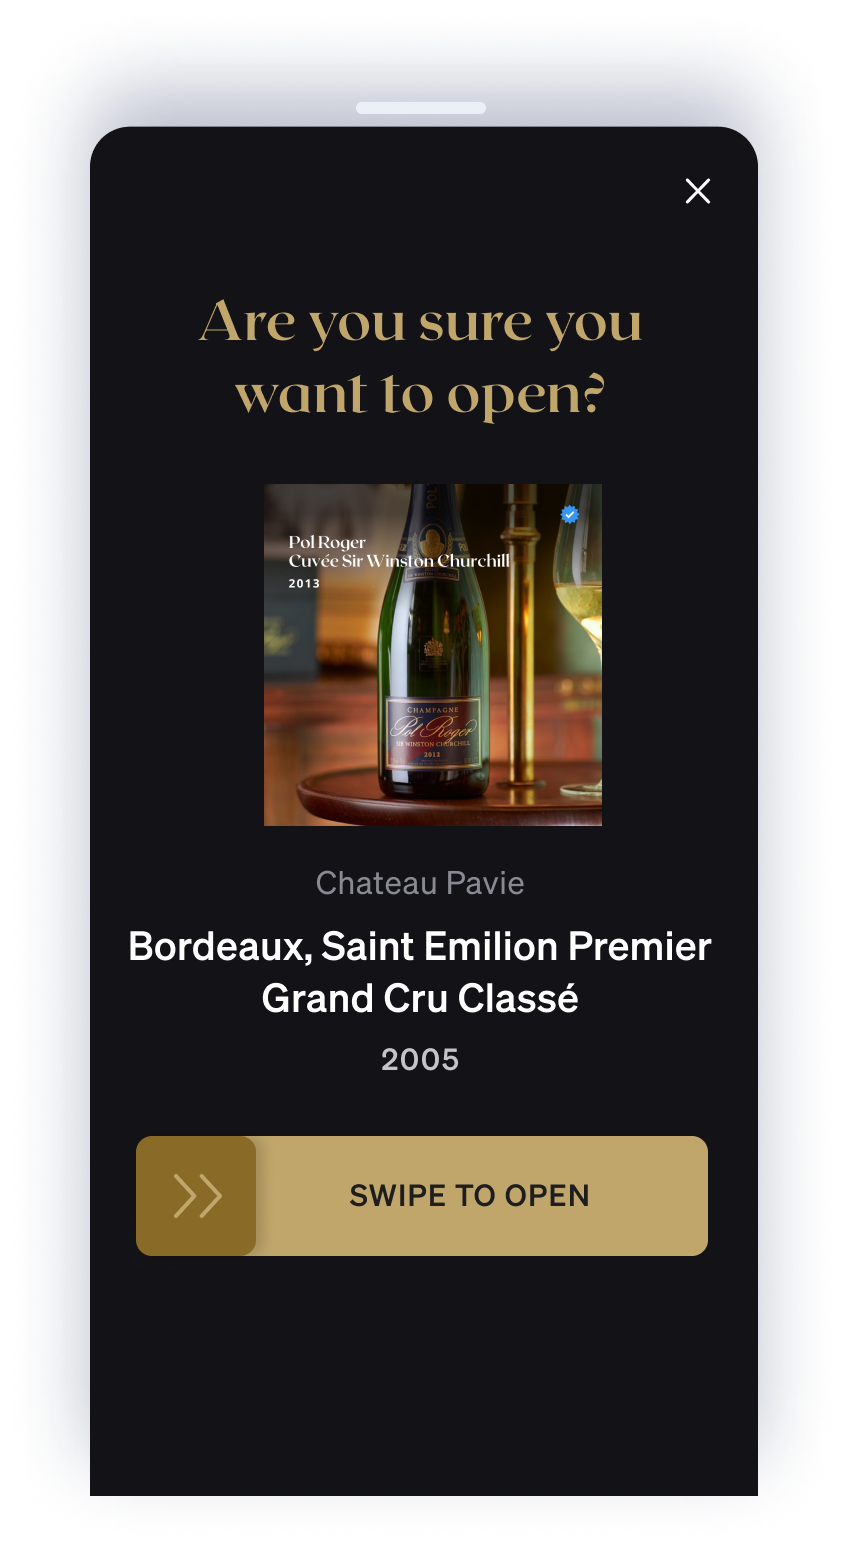 Are you sure you
want to open?
POL
Pol Roger
Cuvée Sir Winston Churchill
2013
CHAMPAGNE
Pol Roger
SIR WINSTON CHURCHILL
2013
Chateau Pavie
Bordeaux, Saint Emilion Premier
Grand Cru Classé
2005
SWIPE TO OPEN